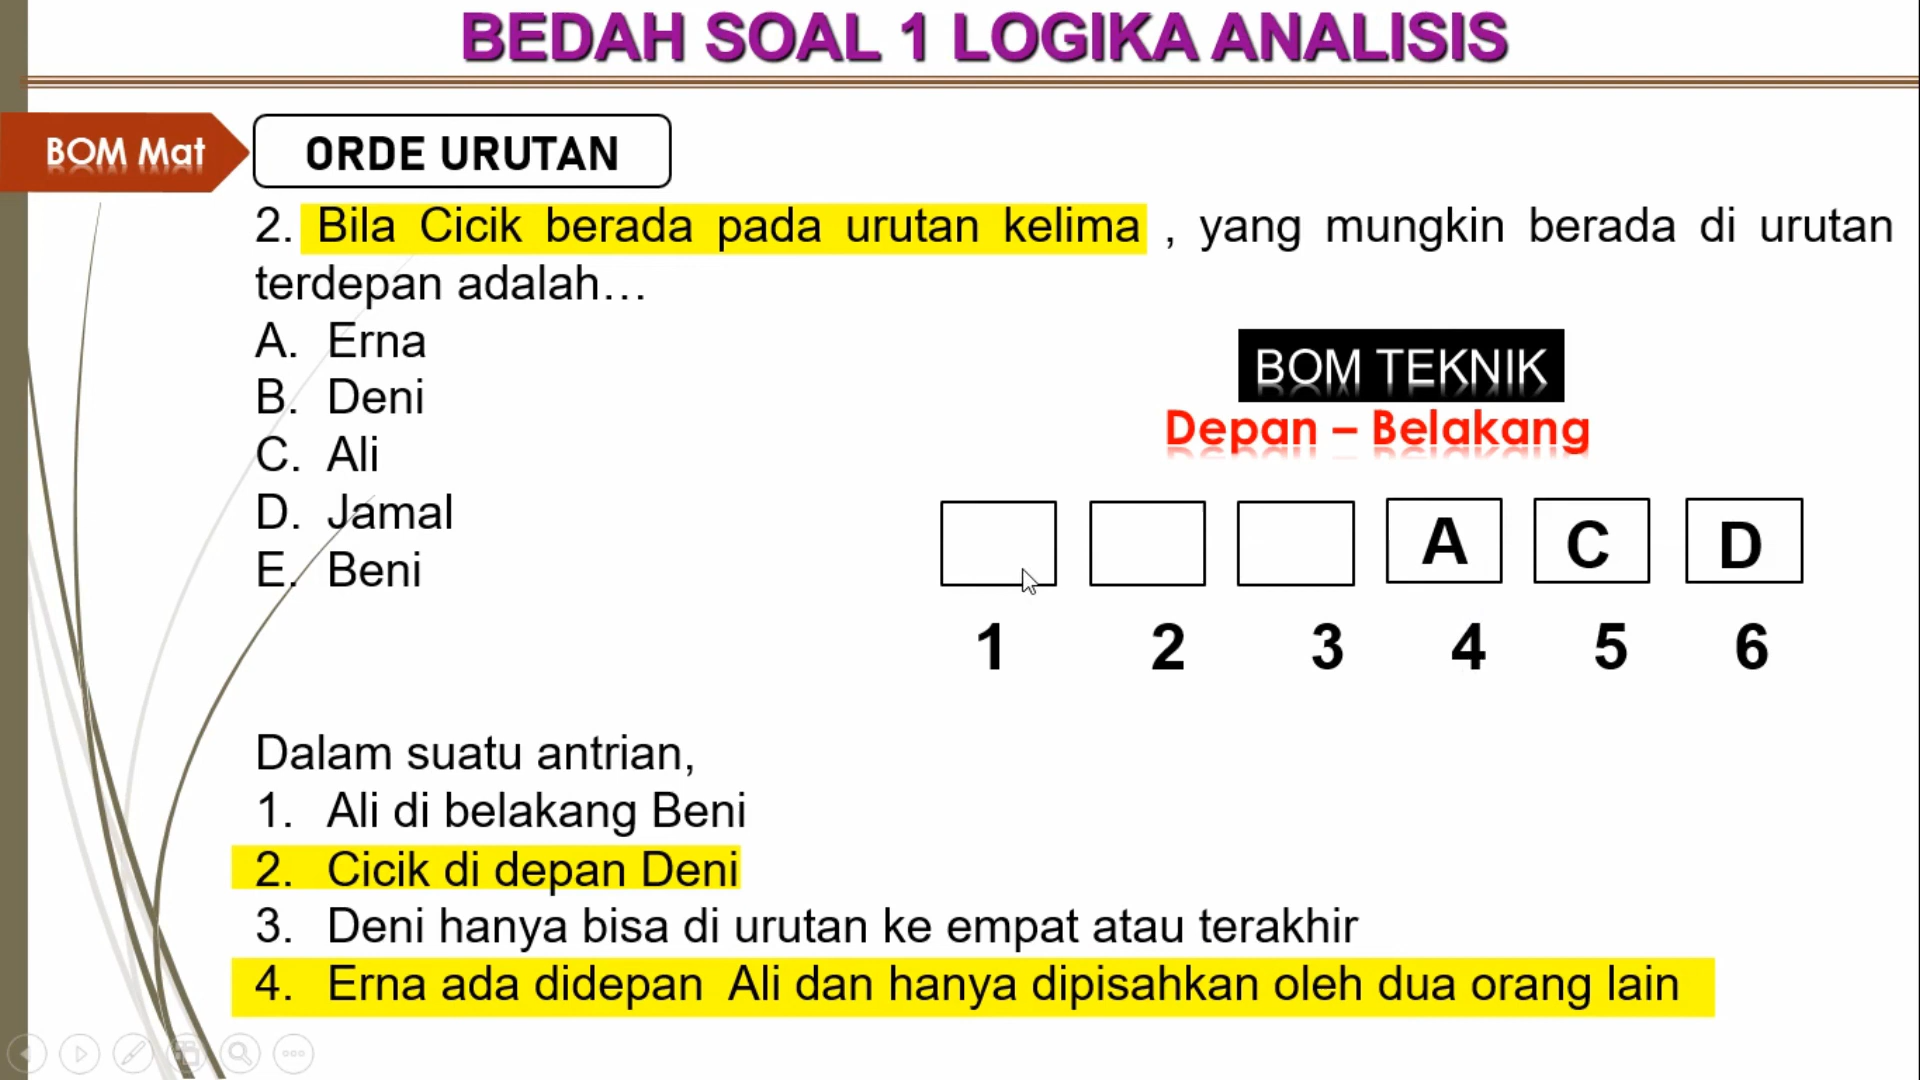 BEDAH SOAL 1 LOGIKA ANALISIS
BOM Mat
ORDE URUTAN
2. Bila Cicik berada pada urutan kelima , yang mungkin berada di urutan
terdepan adalah…
A. Erna
B. Deni
C. Ali
D. Jamal
E. Beni
BOM TEKNIK
Depan – Belakang
A C D
1 2 3 4 5 6
Dalam suatu antrian,
1. Ali di belakang Beni
2. Cicik di depan Deni
3. Deni hanya bisa di urutan ke empat atau terakhir
4. Erna ada didepan Ali dan hanya dipisahkan oleh dua orang lain